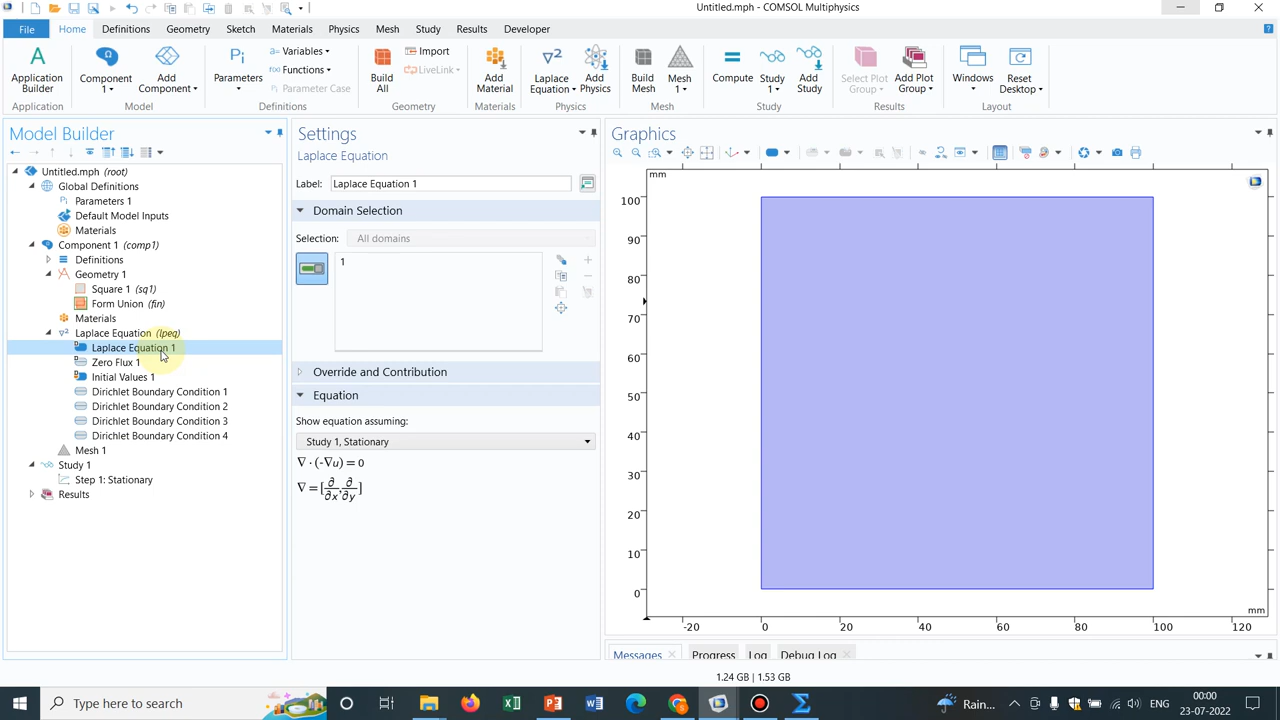 Untitled.mph - COMSOL Multiphysics
File
Home
Definitions
Geometry
Sketch
Materials
Physics
Mesh
Study
Results
Developer
Application Builder
Application
Component 1
Add Component
Model
Parameters
a= Variables
f(x) Functions
Pi Parameter Case
Definitions
Build All
Import
LiveLink
Geometry
Add Material
Materials
Laplace Equation
Add Physics
Physics
Build Mesh
Mesh 1
Mesh
Compute
Study 1
Add Study
Study
Select Plot Group
Add Plot Group
Results
Windows
Reset Desktop
Layout
Model Builder
Untitled.mph (root)
Global Definitions
Parameters 1
Default Model Inputs
Materials
Component 1 (comp1)
Definitions
Geometry 1
Square 1 (sq1)
Form Union (fin)
Materials
Laplace Equation (lpeq)
Laplace Equation 1
Zero Flux 1
Initial Values 1
Dirichlet Boundary Condition 1
Dirichlet Boundary Condition 2
Dirichlet Boundary Condition 3
Dirichlet Boundary Condition 4
Mesh 1
Study 1
Step 1: Stationary
Results
Settings
Laplace Equation
Label: Laplace Equation 1
Domain Selection
Selection: All domains
1
Override and Contribution
Equation
Show equation assuming:
Study 1, Stationary
∇ · (-∇u) = 0
∇ = [∂/∂x, ∂/∂y]
Graphics
mm
100
90
80
70
60
50
40
30
20
10
0
mm
-20 0 20 40 60 80 100 120
Messages
Progress
Log
Debug Log
1.24 GB | 1.53 GB
Type here to search
Rain...
ENG
00:00
23-07-2022